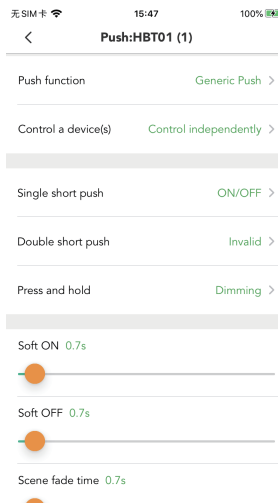 无SIM卡 15:47 100%
Push:HBT01 (1)
Push function Generic Push
Control a device(s) Control independently
Single short push ON/OFF
Double short push Invalid
Press and hold Dimming
Soft ON 0.7s
Soft OFF 0.7s
Scene fade time 0.7s